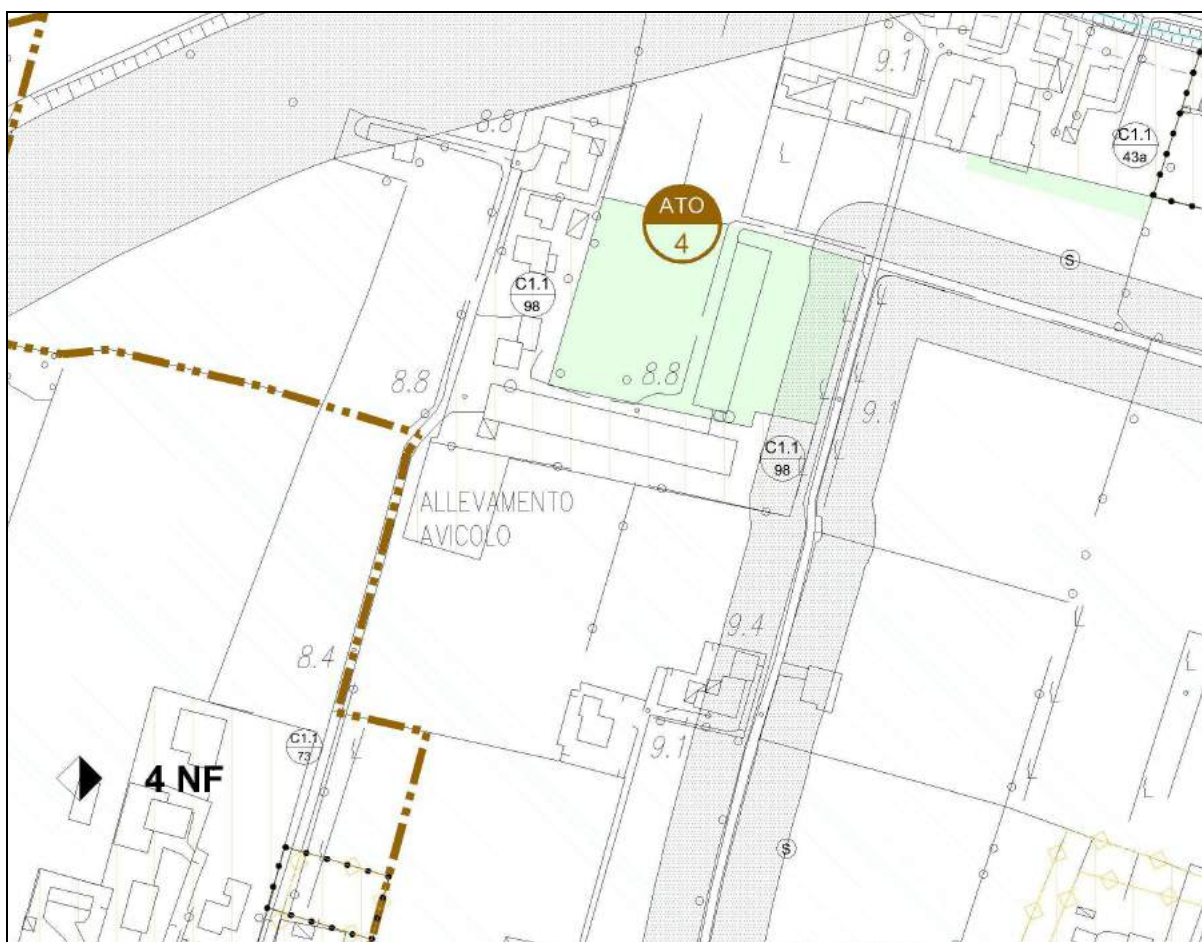 9.1
8.8
C1.1
43a
ATO
4
S
C1.1
98
8.8
8.8
9.1
C1.1
98
ALLEVAMENTO
AVICOLO
9.4
8.4
C1.1
73
9.1
4 NF
S